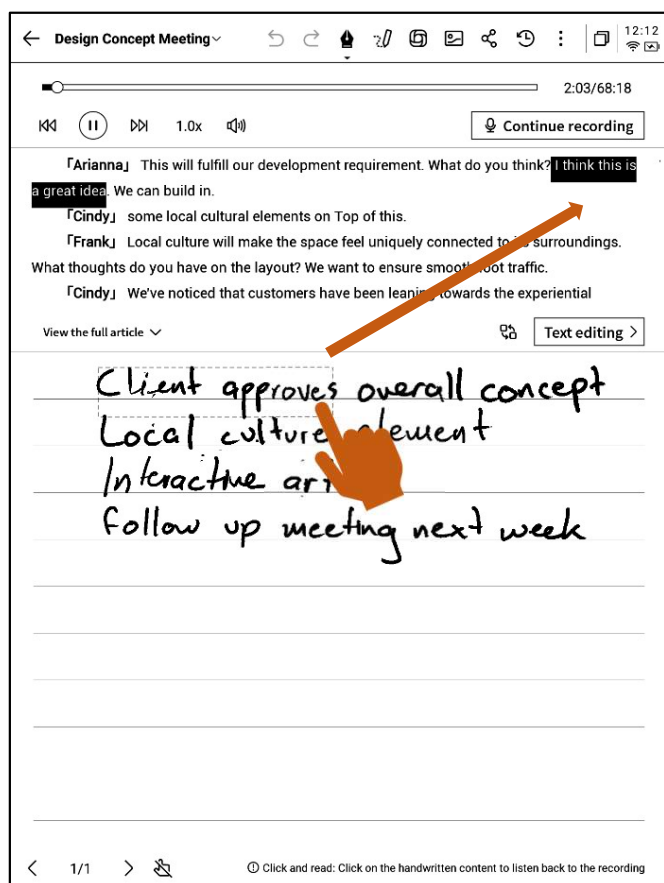 Design Concept Meeting
12:12
2:03/68:18
1.0x
Continue recording
「Arianna」 This will fulfill our development requirement. What do you think? I think this is
a great idea. We can build in.
「Cindy」 some local cultural elements on Top of this.
「Frank」 Local culture will make the space feel uniquely connected to surroundings.
What thoughts do you have on the layout? We want to ensure smooth foot traffic.
「Cindy」 We've noticed that customers have been leaning towards the experiential
View the full article
Text editing >
Client approves overall concept
Local culture element
Interactive art
Follow up meeting next week
1/1
Click and read: Click on the handwritten content to listen back to the recording